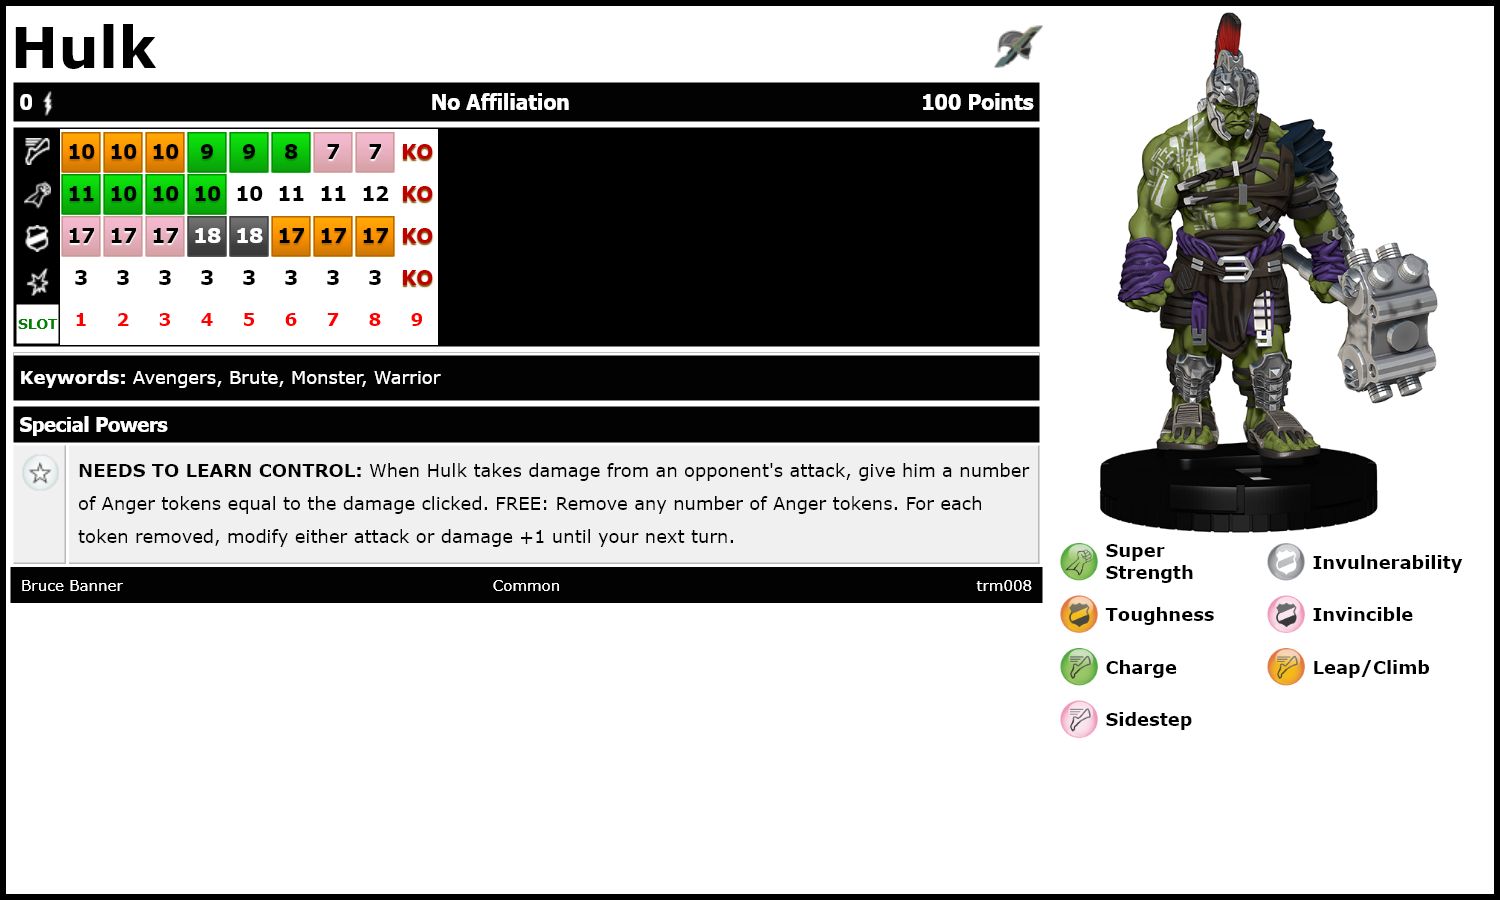 Hulk
0 No Affiliation 100 Points
10 10 10 9 9 8 7 7 KO
11 10 10 10 10 11 11 12 KO
17 17 17 18 18 17 17 17 KO
3 3 3 3 3 3 3 3 KO
SLOT 1 2 3 4 5 6 7 8 9
Keywords: Avengers, Brute, Monster, Warrior
Special Powers
NEEDS TO LEARN CONTROL: When Hulk takes damage from an opponent's attack, give him a number
of Anger tokens equal to the damage clicked. FREE: Remove any number of Anger tokens. For each
token removed, modify either attack or damage +1 until your next turn.
Bruce Banner Common trm008
Super
Strength
Invulnerability
Toughness
Invincible
Charge
Leap/Climb
Sidestep